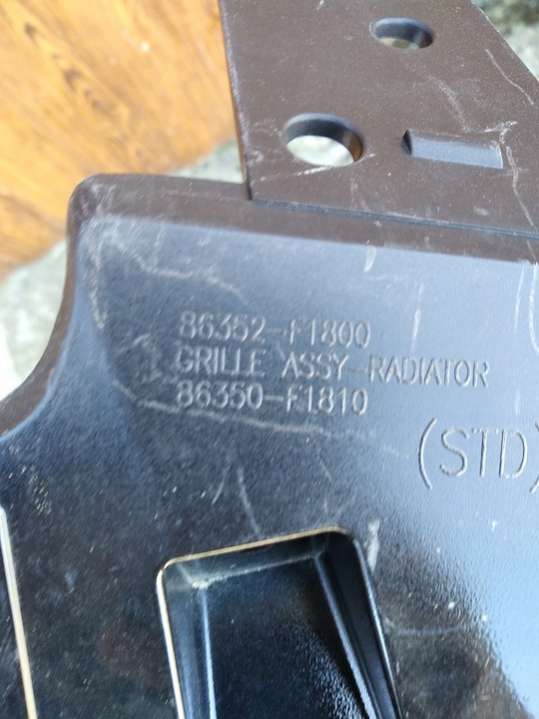 86352-F1800
GRILLE ASSY-RADIATOR
86350-F1810
(STD)